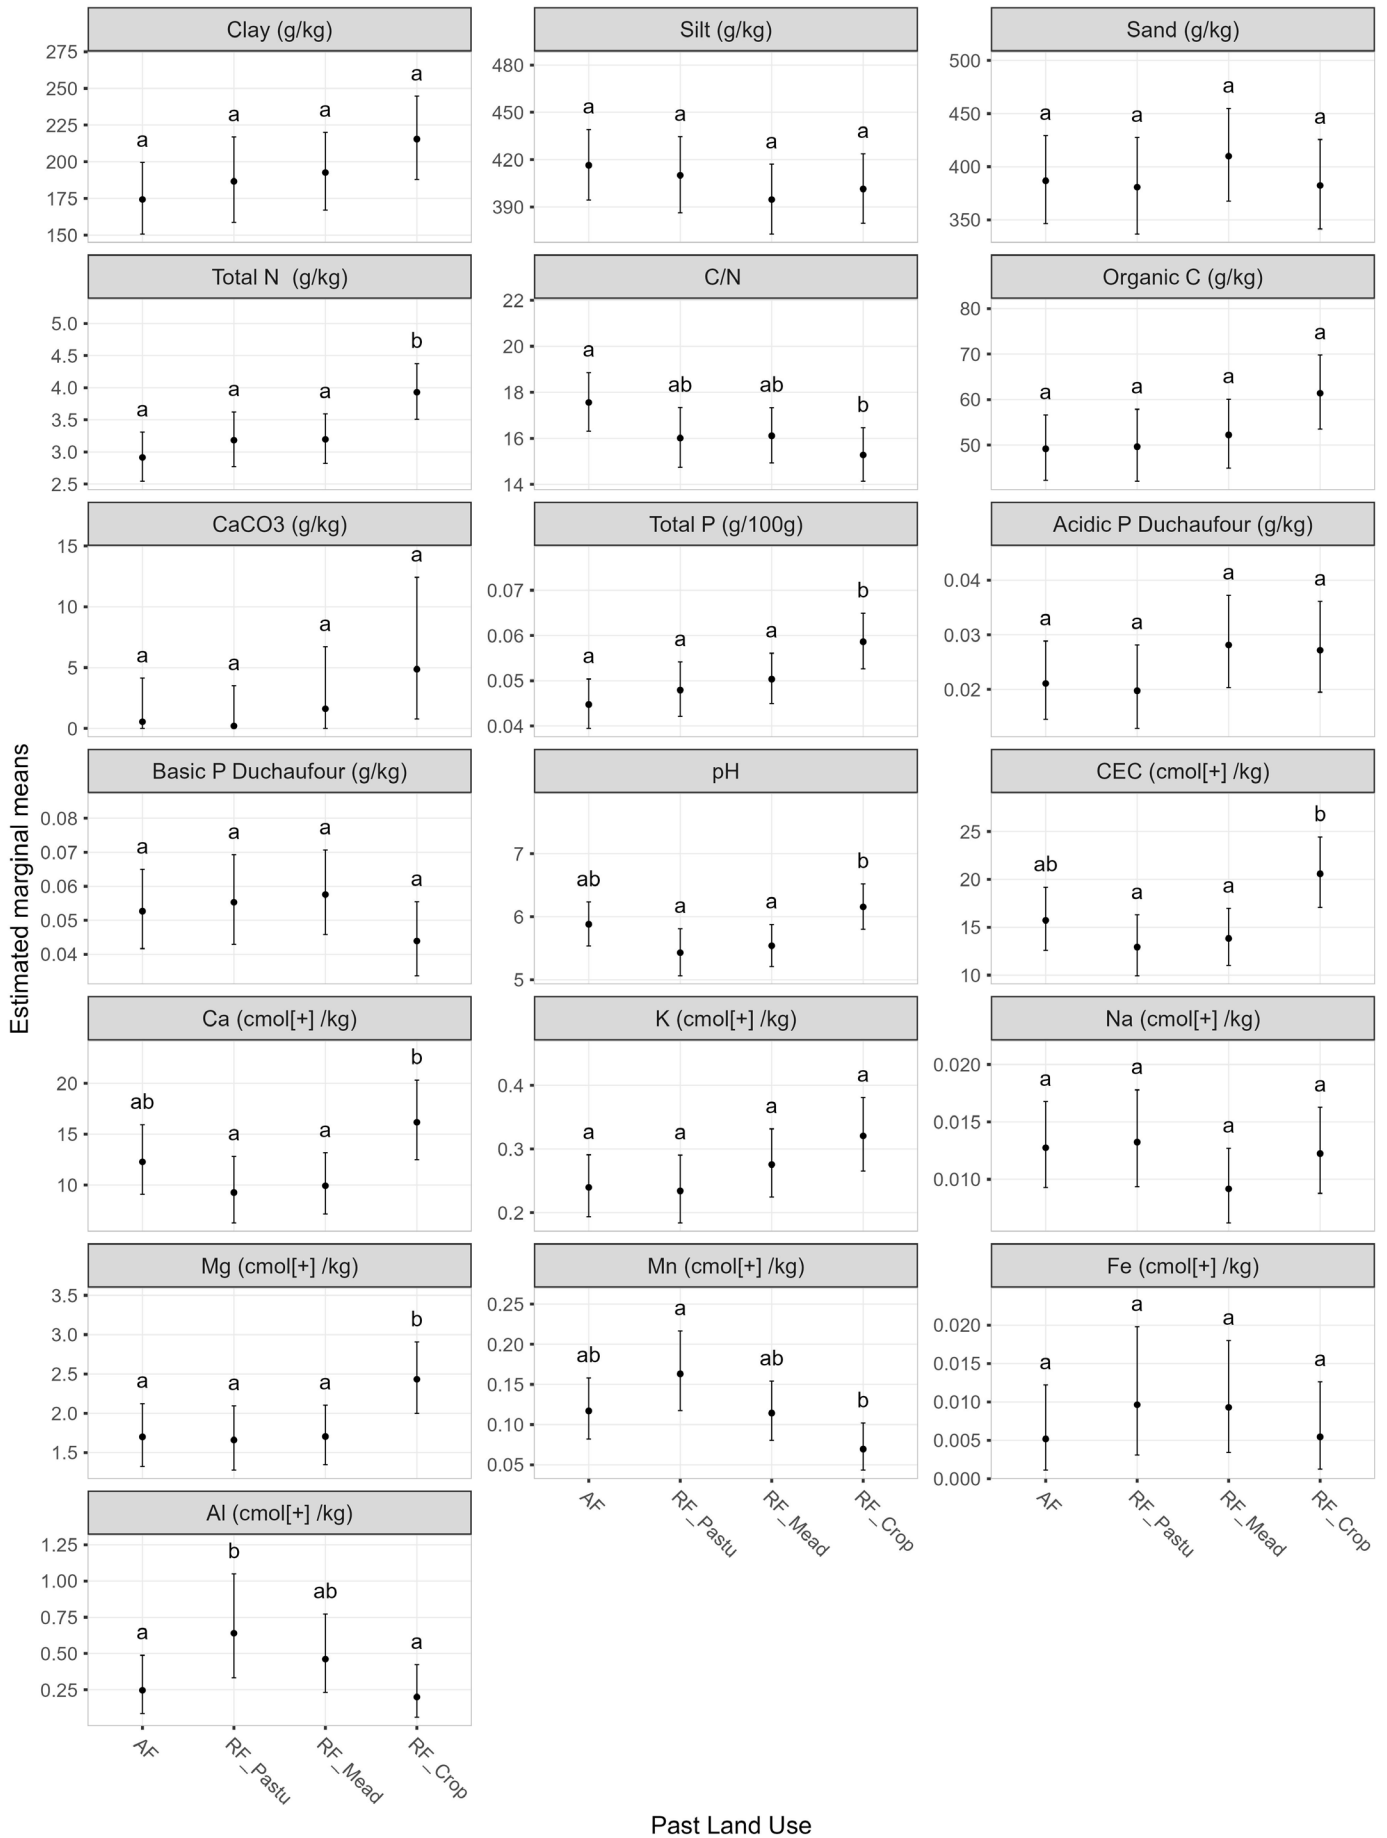 Clay (g/kg)
Silt (g/kg)
Sand (g/kg)
275
250
225
200
175
150
a
a
a
a
480
450
420
390
a
a
a
a
500
450
400
350
a
a
a
a
Total N  (g/kg)
C/N
Organic C (g/kg)
5.0
4.5
4.0
3.5
3.0
2.5
a
a
a
b
22
20
18
16
14
a
ab
ab
b
80
70
60
50
a
a
a
a
CaCO3 (g/kg)
Total P (g/100g)
Acidic P Duchaufour (g/kg)
15
10
5
0
a
a
a
a
0.07
0.06
0.05
0.04
a
a
a
b
0.04
0.03
0.02
a
a
a
a
Basic P Duchaufour (g/kg)
pH
CEC (cmol[+] /kg)
0.08
0.07
0.06
0.05
0.04
a
a
a
a
7
6
5
ab
a
a
b
25
20
15
10
ab
a
a
b
Estimated marginal means
Ca (cmol[+] /kg)
K (cmol[+] /kg)
Na (cmol[+] /kg)
20
15
10
ab
a
a
b
0.4
0.3
0.2
a
a
a
a
0.020
0.015
0.010
a
a
a
a
Mg (cmol[+] /kg)
Mn (cmol[+] /kg)
Fe (cmol[+] /kg)
3.5
3.0
2.5
2.0
1.5
a
a
a
b
0.25
0.20
0.15
0.10
0.05
ab
a
ab
b
0.020
0.015
0.010
0.005
0.000
a
a
a
a
AF
RF_Pastu
RF_Mead
RF_Crop
AF
RF_Pastu
RF_Mead
RF_Crop
Al (cmol[+] /kg)
1.25
1.00
0.75
0.50
0.25
a
b
ab
a
AF
RF_Pastu
RF_Mead
RF_Crop
Past Land Use